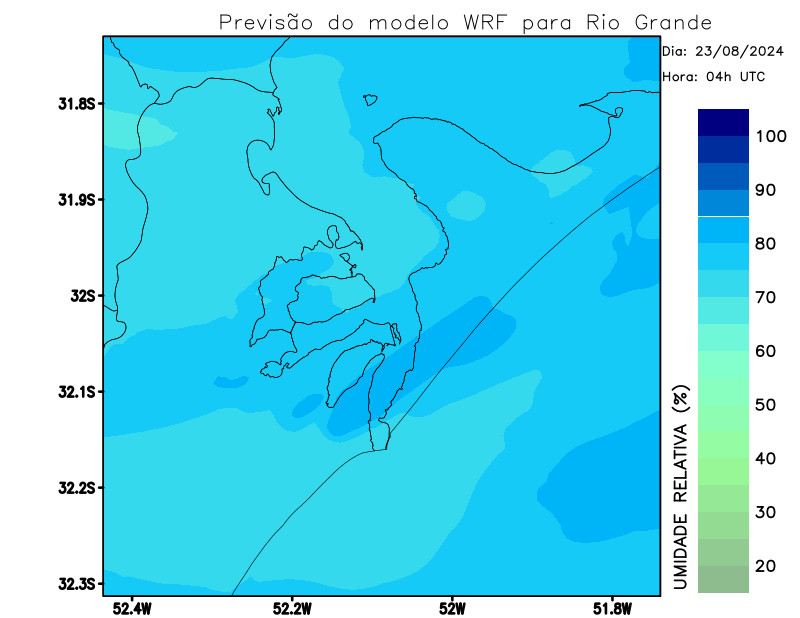 Previsão do modelo WRF para Rio Grande
Dia: 23/08/2024
Hora: 04h UTC
31.8S
31.9S
32S
32.1S
32.2S
32.3S
52.4W
52.2W
52W
51.8W
UMIDADE RELATIVA (%)
100
90
80
70
60
50
40
30
20